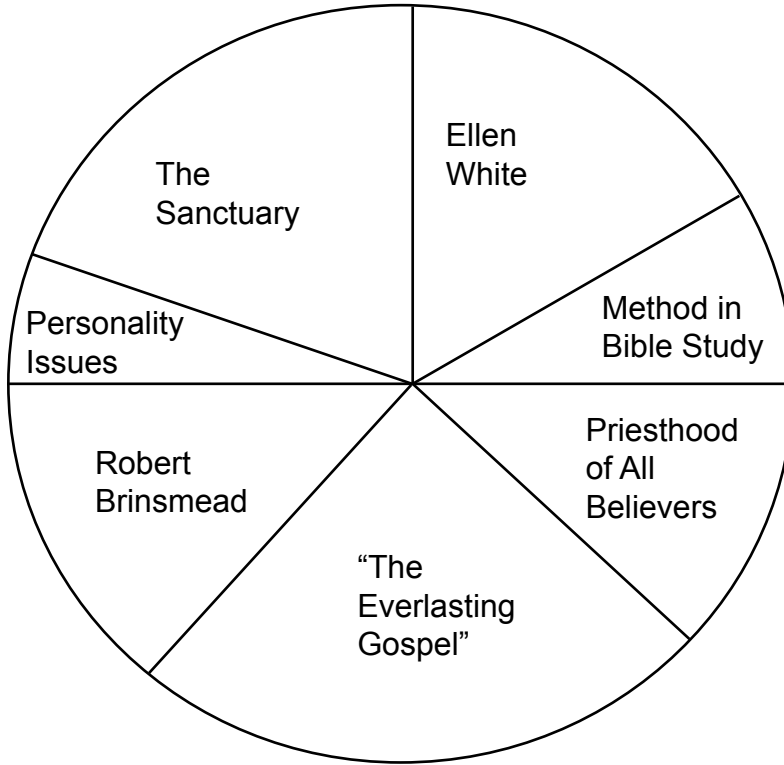 Ellen
White
The
Sanctuary
Method in
Bible Study
Personality
Issues
Priesthood
of All
Believers
Robert
Brinsmead
“The
Everlasting
Gospel”